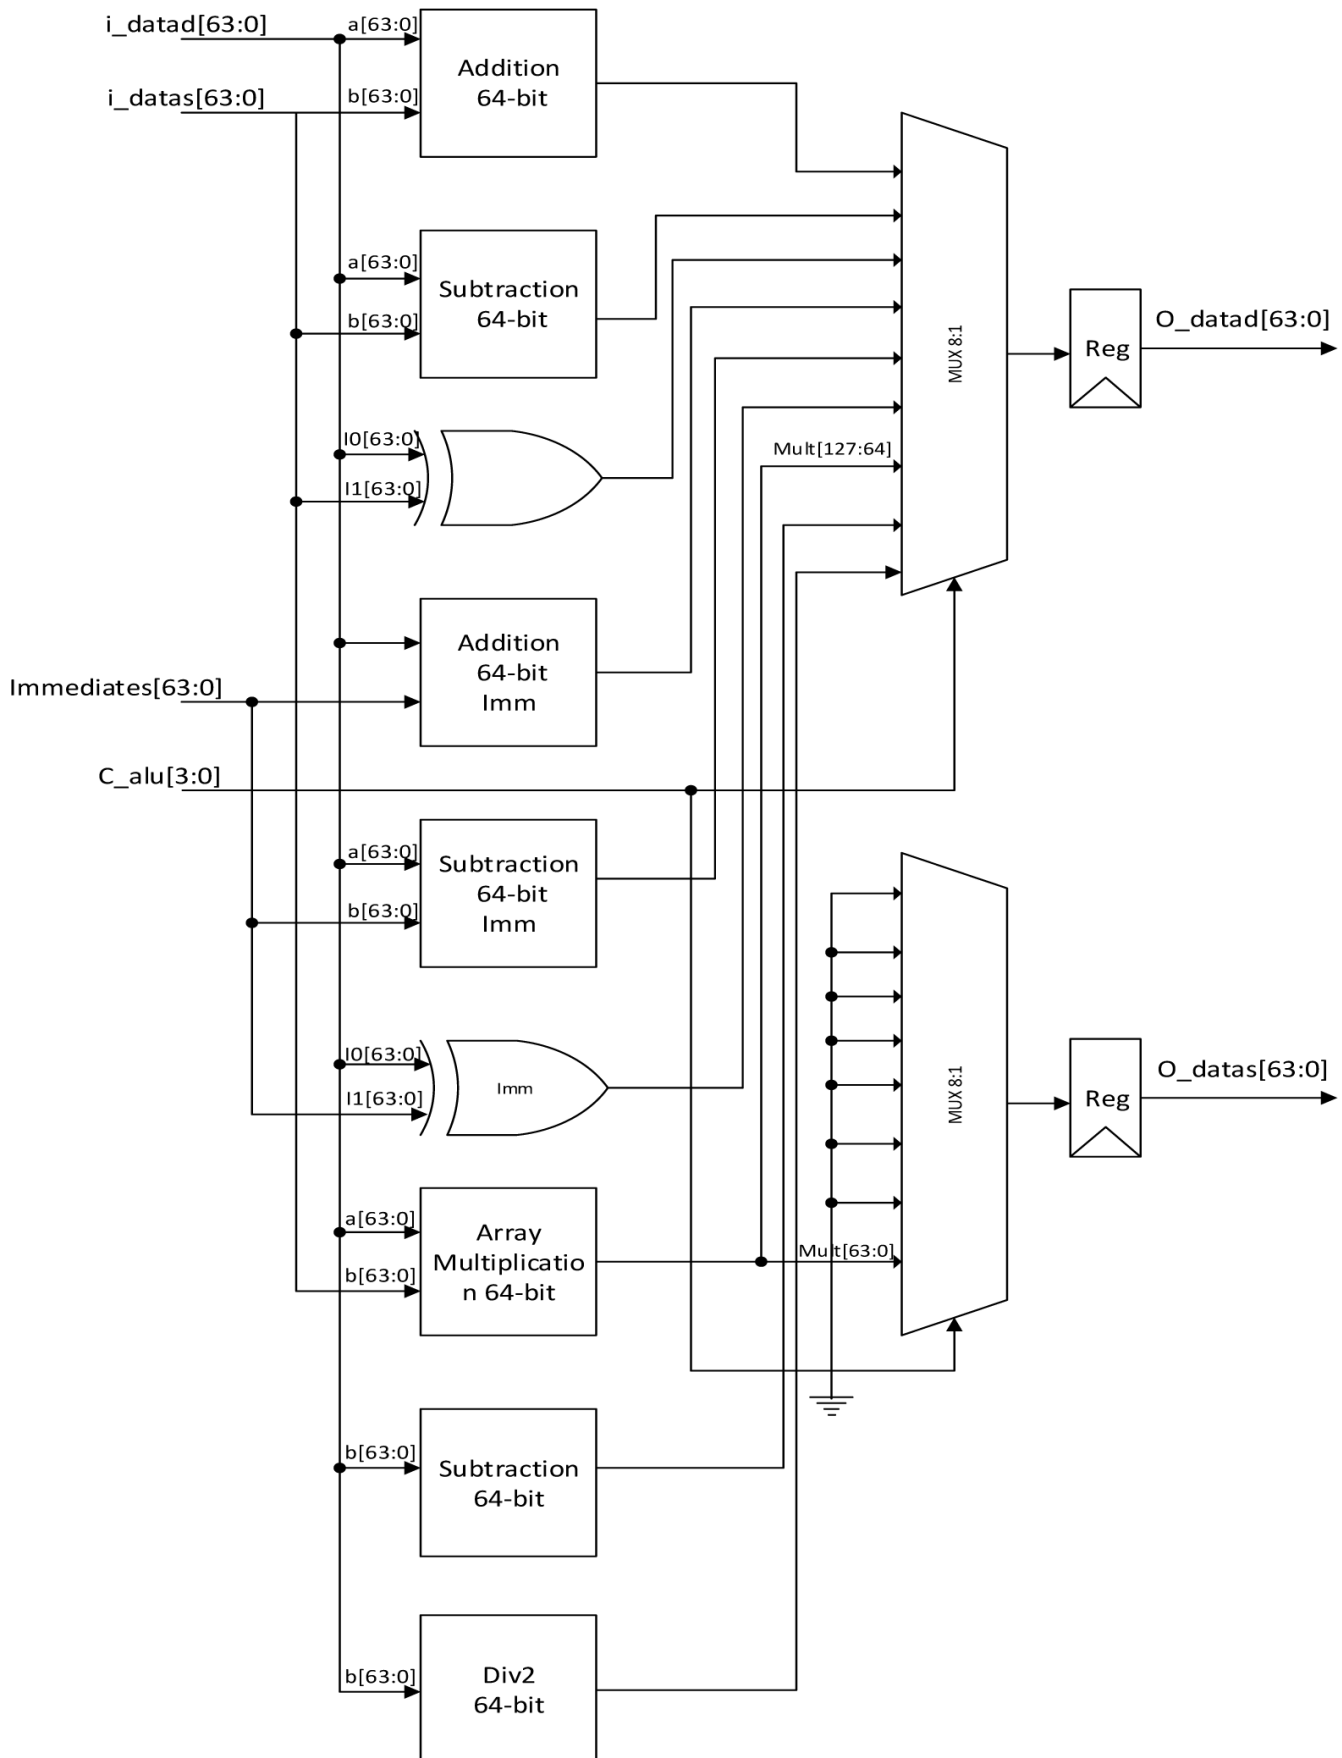 i_datad[63:0]
a[63:0]
i_datas[63:0]
b[63:0]
Addition
64-bit
a[63:0]
b[63:0]
Subtraction
64-bit
I0[63:0]
I1[63:0]
Mult[127:64]
MUX 8:1
Reg
O_datad[63:0]
Immediates[63:0]
Addition
64-bit
Imm
C_alu[3:0]
a[63:0]
b[63:0]
Subtraction
64-bit
Imm
I0[63:0]
I1[63:0]
Imm
MUX 8:1
Reg
O_datas[63:0]
a[63:0]
b[63:0]
Array
Multiplicatio
n 64-bit
Mult[63:0]
b[63:0]
Subtraction
64-bit
b[63:0]
Div2
64-bit